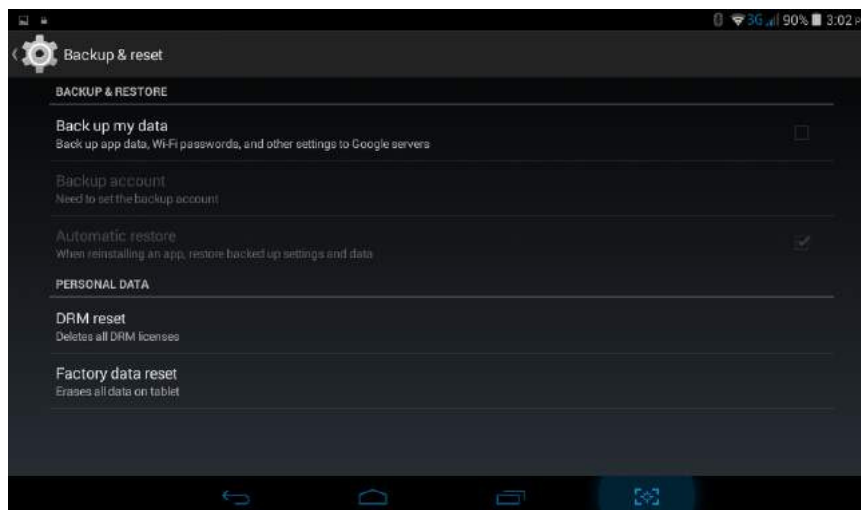 3G 90% 3:02 P
Backup & reset
BACKUP & RESTORE
Back up my data
Back up app data, Wi-Fi passwords, and other settings to Google servers
Backup account
Need to set the backup account
Automatic restore
When reinstalling an app, restore backed up settings and data
PERSONAL DATA
DRM reset
Deletes all DRM licenses
Factory data reset
Erases all data on tablet